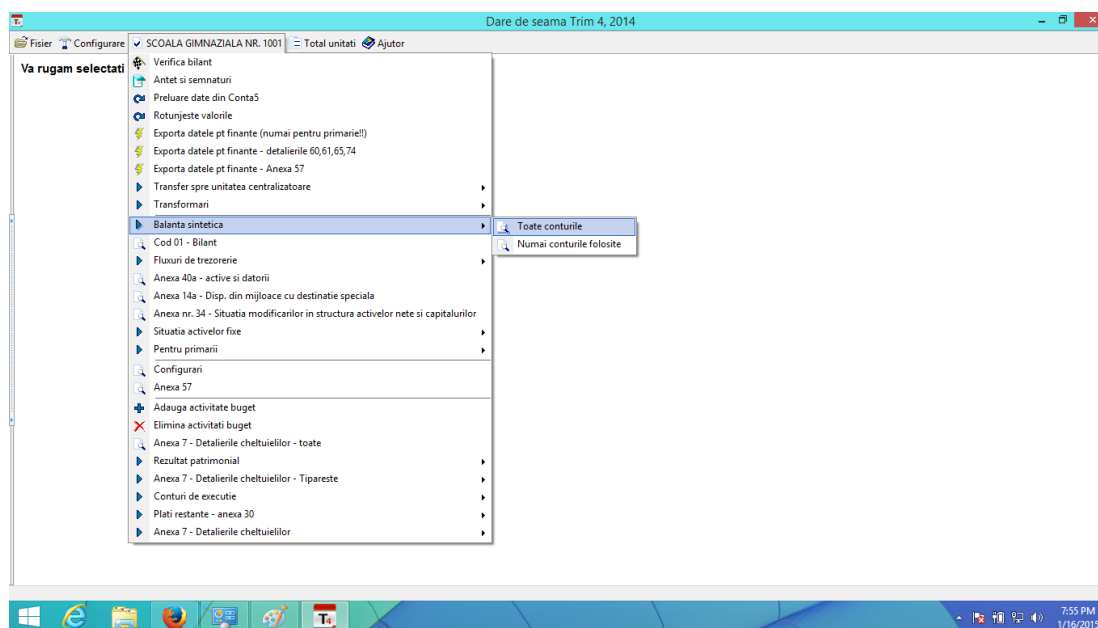 Dare de seama Trim 4, 2014
Fisier Configurare SCOALA GIMNAZIALA NR. 1001 Total unitati Ajutor
Va rugam selectati
Verifica bilant
Antet si semnaturi
Preluare date din Conta5
Rotunjeste valorile
Exporta datele pt finante (numai pentru primarie!!)
Exporta datele pt finante - detalierile 60,61,65,74
Exporta datele pt finante - Anexa 57
Transfer spre unitatea centralizatoare
Transformari
Balanta sintetica
Toate conturile
Numai conturile folosite
Cod 01 - Bilant
Fluxuri de trezorerie
Anexa 40a - active si datorii
Anexa 14a - Disp. din mijloace cu destinatie speciala
Anexa nr. 34 - Situatia modificarilor in structura activelor nete si capitalurilor
Situatia activelor fixe
Pentru primarii
Configurari
Anexa 57
Adauga activitate buget
Elimina activitati buget
Anexa 7 - Detalierile cheltuielilor - toate
Rezultat patrimonial
Anexa 7 - Detalierile cheltuielilor - Tipareste
Conturi de executie
Plati restante - anexa 30
Anexa 7 - Detalierile cheltuielilor
T4
7:55 PM
1/16/2015